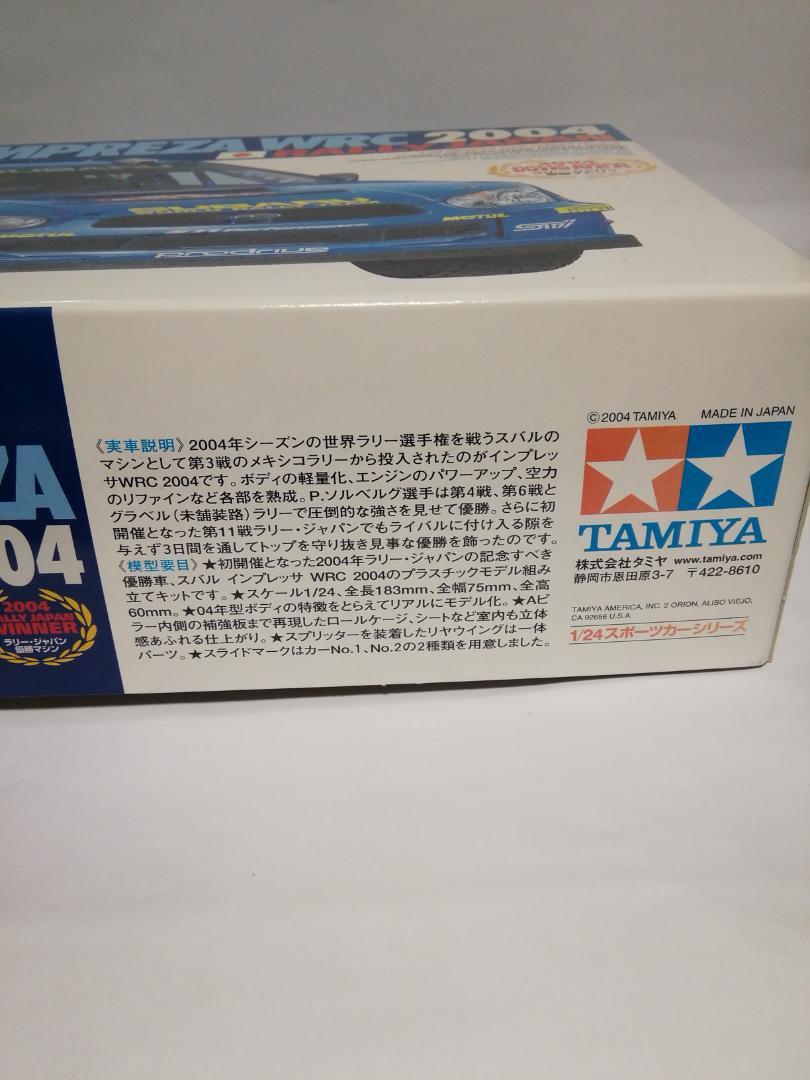 MPREZA WRC 2004
RALLY JAPAN
SUBARU
MOTUL
STi
PIRELLI
Prodrive
ZA
04
2004
RALLY JAPAN
WINNER
ラリー・ジャパン
優勝マシン
《実車説明》2004年シーズンの世界ラリー選手権を戦うスバルの
マシンとして第3戦のメキシコラリーから投入されたのがインプレッ
サWRC 2004です。ボディの軽量化、エンジンのパワーアップ、空力
のリファインなど各部を熟成。P.ソルベルグ選手は第4戦、第6戦と
グラベル(未舗装路)ラリーで圧倒的な強さを見せて優勝。さらに初
開催となった第11戦ラリー・ジャパンでもライバルに付け入る隙を
与えず3日間を通してトップを守り抜き見事な優勝を飾ったのです。
《模型要目》★初開催となった2004年ラリー・ジャパンの記念すべき
優勝車、スバル インプレッサ WRC 2004のプラスチックモデル組み
立てキットです。★スケール1/24、全長183mm、全幅75mm、全高
60mm。★04年型ボディの特徴をとらえてリアルにモデル化。★Aピ
ラー内側の補強板まで再現したロールケージ、シートなど室内も立体
感あふれる仕上がり。★スプリッターを装着したリヤウイングは一体
パーツ。★スライドマークはカーNo.1、No.2の2種類を用意しました。
©2004 TAMIYA MADE IN JAPAN
TAMIYA
株式会社タミヤ www.tamiya.com
静岡市恩田原3-7 〒422-8610
TAMIYA AMERICA, INC. 2 ORION, ALISO VIEJO,
CA 92656 U.S.A.
1/24スポーツカーシリーズ